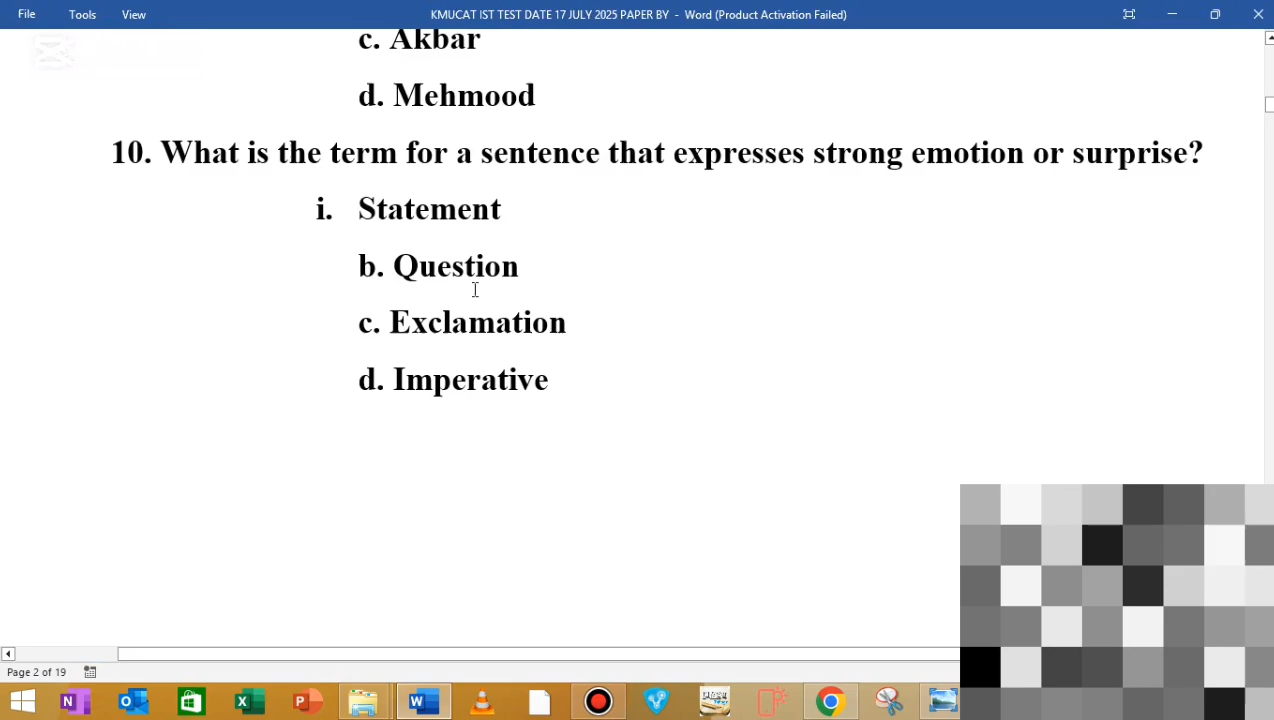 File Tools View KMUCAT IST TEST DATE 17 JULY 2025 PAPER BY - Word (Product Activation Failed)
c. Akbar
d. Mehmood
10. What is the term for a sentence that expresses strong emotion or surprise?
i. Statement
b. Question
c. Exclamation
d. Imperative
Page 2 of 19